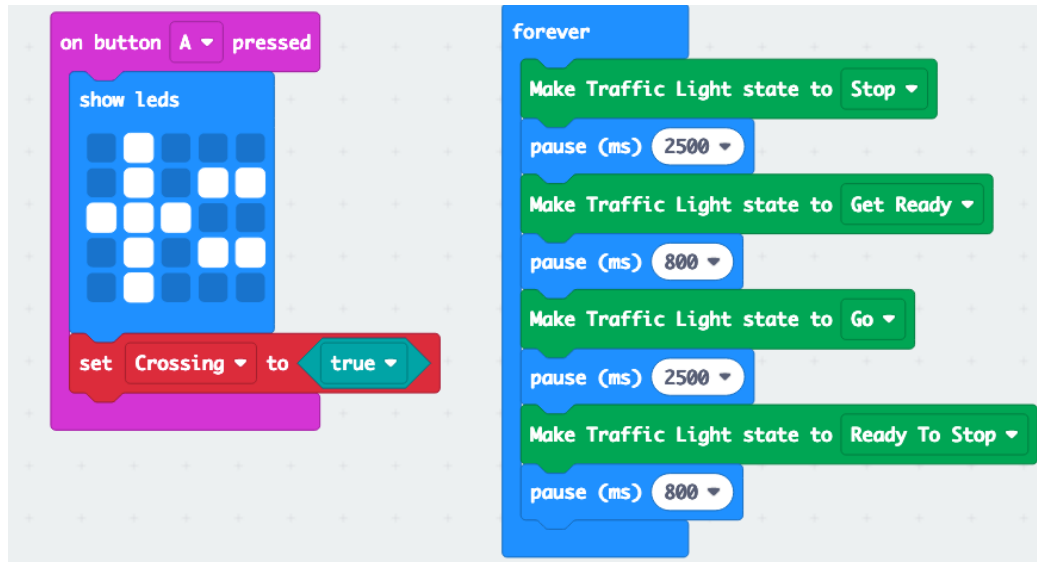 on button A pressed
show leds
set Crossing to true
forever
Make Traffic Light state to Stop
pause (ms) 2500
Make Traffic Light state to Get Ready
pause (ms) 800
Make Traffic Light state to Go
pause (ms) 2500
Make Traffic Light state to Ready To Stop
pause (ms) 800